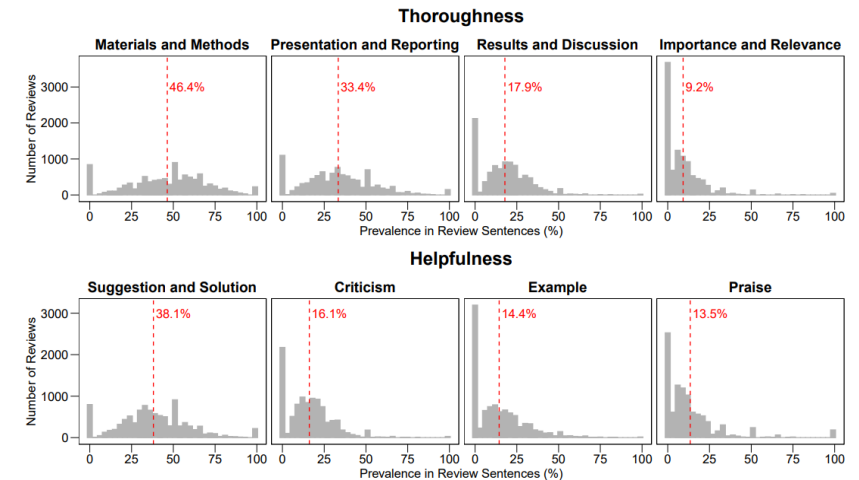 Thoroughness
Materials and Methods Presentation and Reporting Results and Discussion Importance and Relevance
46.4% 33.4% 17.9% 9.2%
Number of Reviews
3000
2000
1000
0
0 25 50 75 100 0 25 50 75 100 0 25 50 75 100 0 25 50 75 100
Prevalence in Review Sentences (%)
Helpfulness
Suggestion and Solution Criticism Example Praise
38.1% 16.1% 14.4% 13.5%
Number of Reviews
3000
2000
1000
0
0 25 50 75 100 0 25 50 75 100 0 25 50 75 100 0 25 50 75 100
Prevalence in Review Sentences (%)